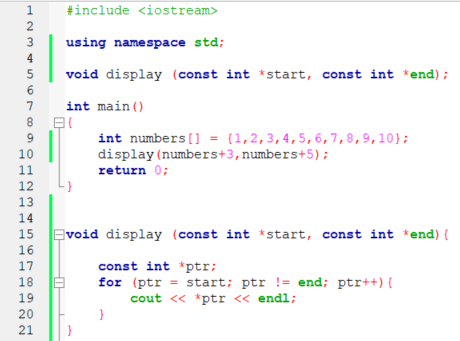 1 #include <iostream>
2
3 using namespace std;
4
5 void display (const int *start, const int *end);
6
7 int main()
8 {
9 int numbers[] = {1,2,3,4,5,6,7,8,9,10};
10 display(numbers+3,numbers+5);
11 return 0;
12 }
13
14
15 void display (const int *start, const int *end){
16
17 const int *ptr;
18 for (ptr = start; ptr != end; ptr++){
19 cout << *ptr << endl;
20 }
21 }